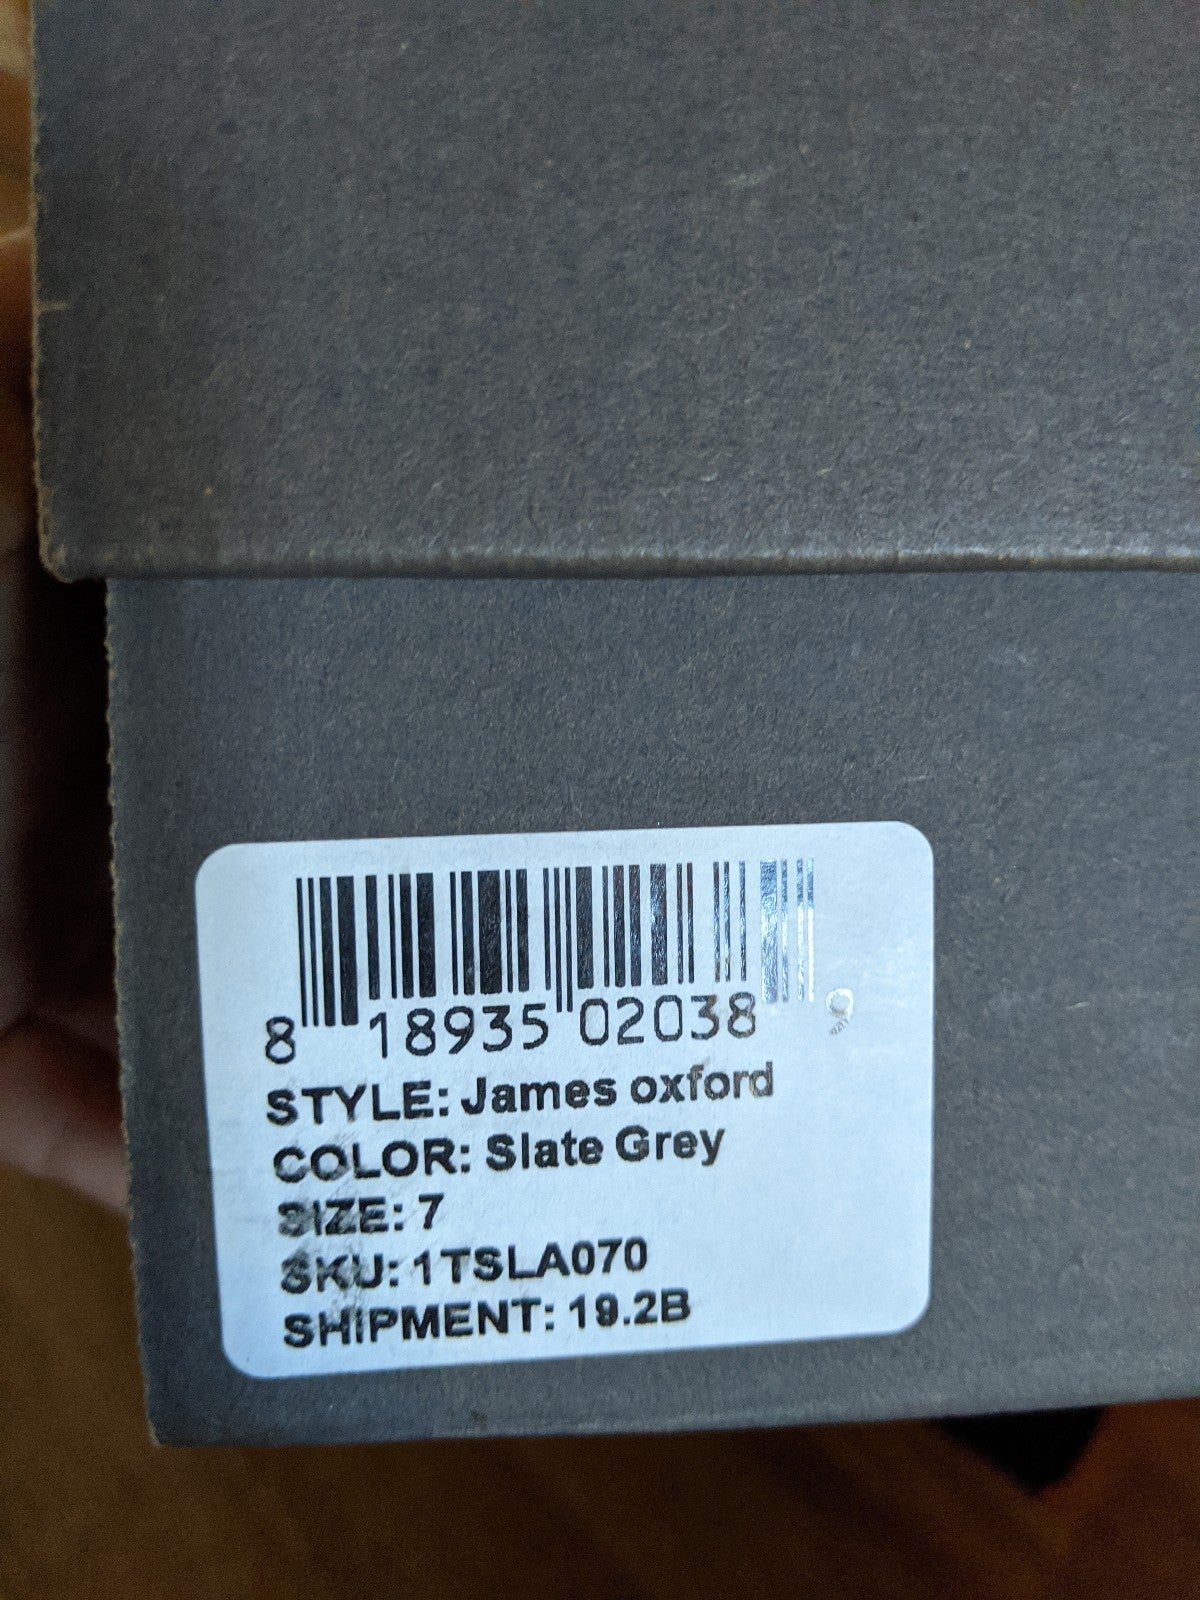 8 18935 02038 9
STYLE: James oxford
COLOR: Slate Grey
SIZE: 7
SKU: 1TSLA070
SHIPMENT: 19.2B